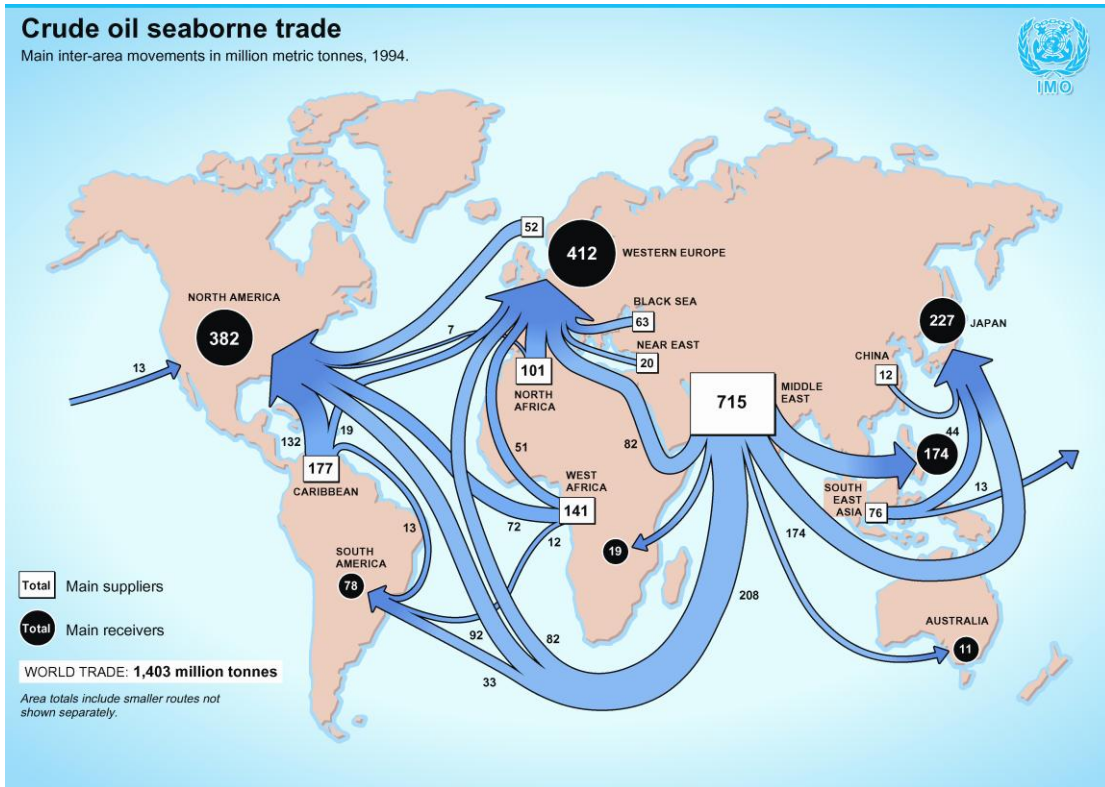 Crude oil seaborne trade
Main inter-area movements in million metric tonnes, 1994.
IMO
52
412
WESTERN EUROPE
NORTH AMERICA
382
BLACK SEA
63
7
NEAR EAST
20
227
JAPAN
13
101
NORTH
AFRICA
715
MIDDLE
EAST
CHINA
12
132
19
177
CARIBBEAN
51
82
44
174
WEST
AFRICA
141
SOUTH
EAST
ASIA
76
13
13
72
12
174
SOUTH
AMERICA
78
19
208
92
82
33
AUSTRALIA
11
Total
Main suppliers
Total
Main receivers
WORLD TRADE: 1,403 million tonnes
Area totals include smaller routes not
shown separately.